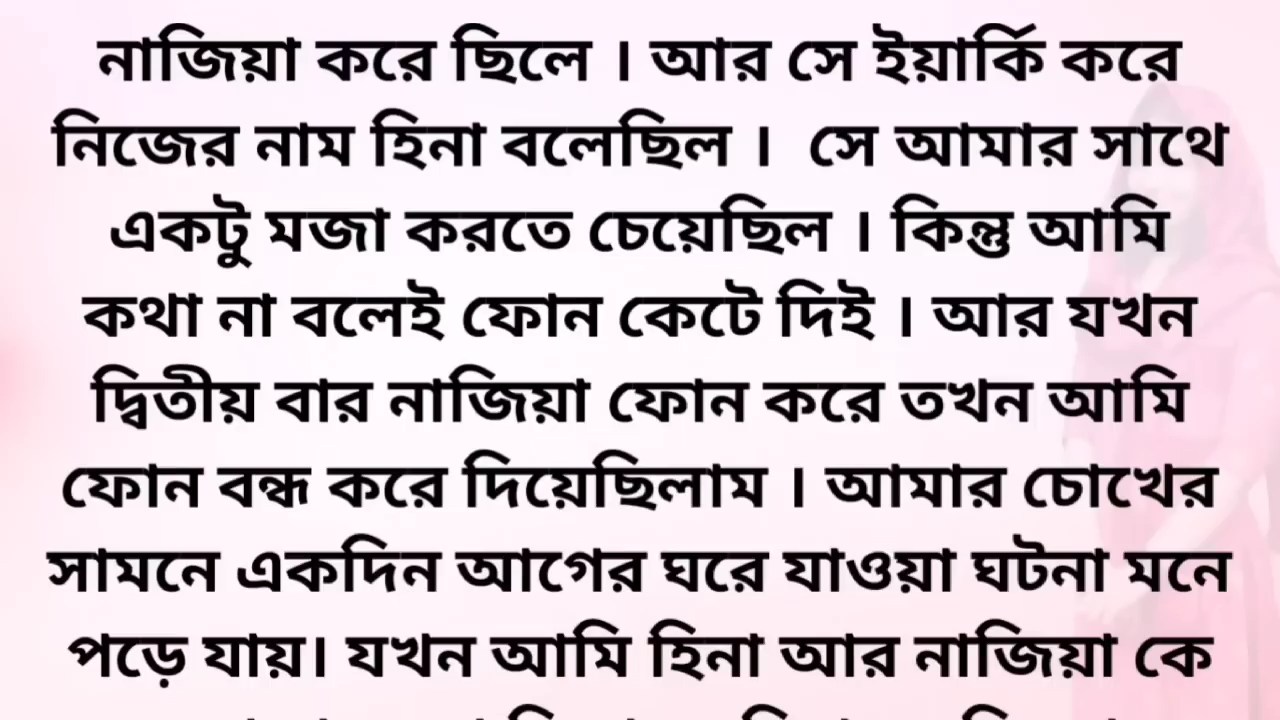 নাজিয়া করে ছিলে । আর সে ইয়ার্কি করে
নিজের নাম হিনা বলেছিল । সে আমার সাথে
একটু মজা করতে চেয়েছিল । কিন্তু আমি
কথা না বলেই ফোন কেটে দিই । আর যখন
দ্বিতীয় বার নাজিয়া ফোন করে তখন আমি
ফোন বন্ধ করে দিয়েছিলাম । আমার চোখের
সামনে একদিন আগের ঘরে যাওয়া ঘটনা মনে
পড়ে যায়। যখন আমি হিনা আর নাজিয়া কে